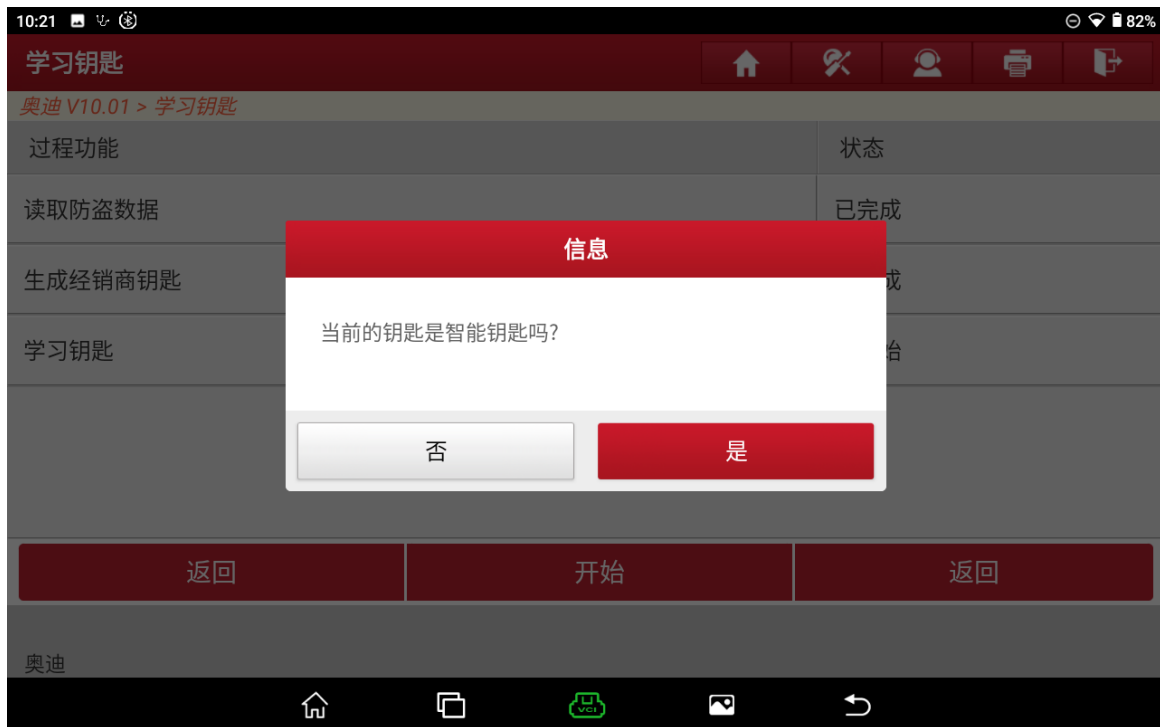 10:21
82%
学习钥匙
奥迪 V10.01 > 学习钥匙
过程功能
状态
读取防盗数据
已完成
信息
生成经销商钥匙
成
当前的钥匙是智能钥匙吗?
学习钥匙
始
否
是
返回
开始
返回
奥迪
VCI